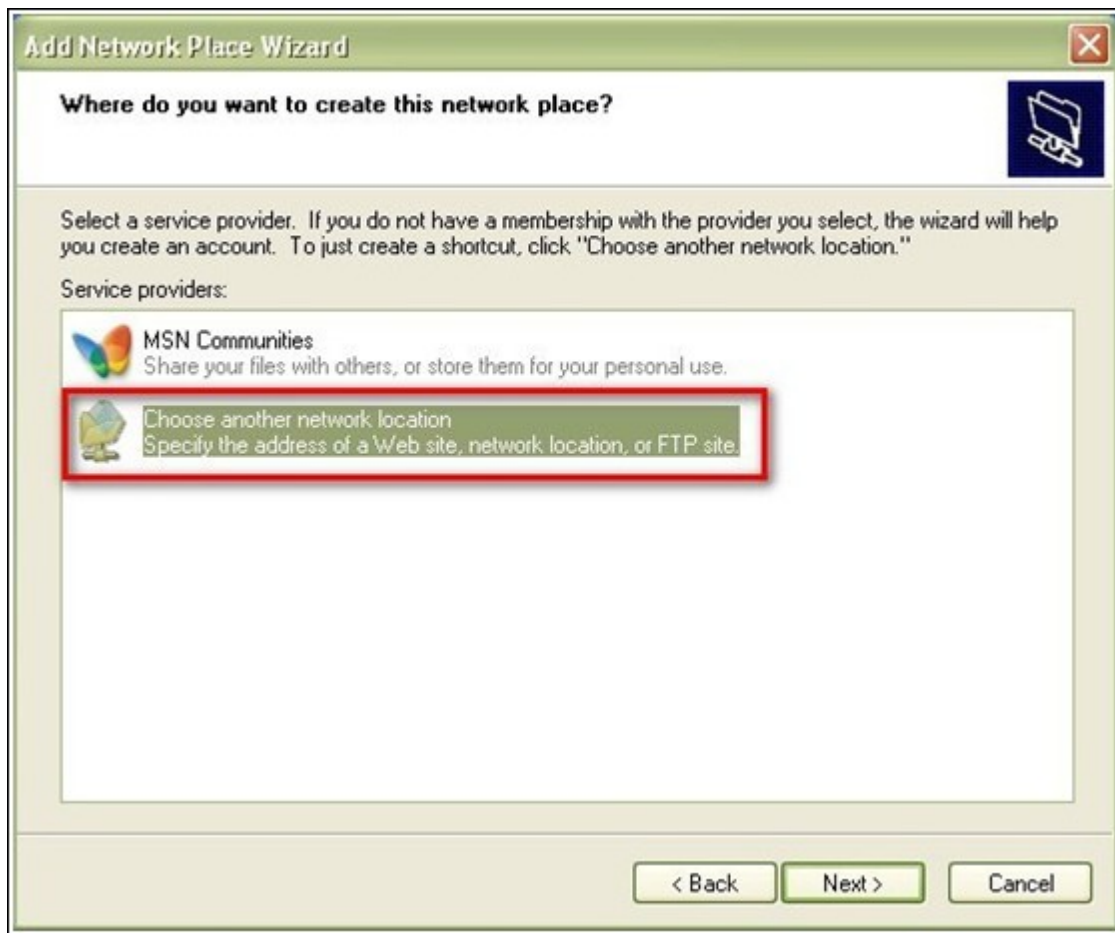 Add Network Place Wizard
Where do you want to create this network place?
Select a service provider.  If you do not have a membership with the provider you select, the wizard will help
you create an account.  To just create a shortcut, click "Choose another network location."
Service providers:
MSN Communities
Share your files with others, or store them for your personal use.
Choose another network location
Specify the address of a Web site, network location, or FTP site.
< Back
Next >
Cancel